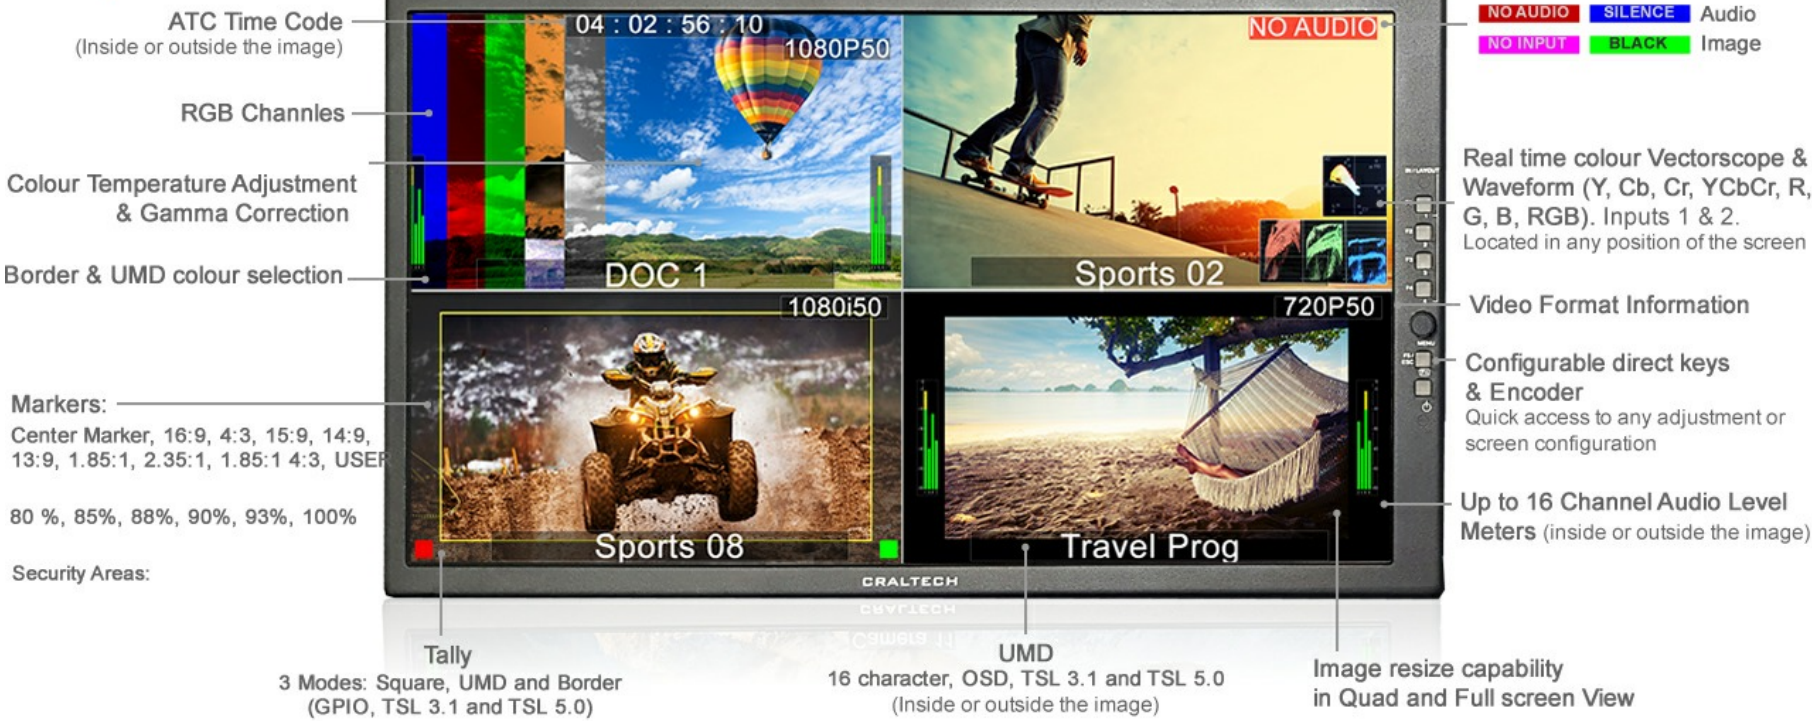 ATC Time Code
(Inside or outside the image)
RGB Channles
Colour Temperature Adjustment
& Gamma Correction
Border & UMD colour selection
Markers:
Center Marker, 16:9, 4:3, 15:9, 14:9,
13:9, 1.85:1, 2.35:1, 1.85:1 4:3, USER
80 %, 85%, 88%, 90%, 93%, 100%
Security Areas:
04 : 02 : 56 : 10
1080P50
DOC 1
NO AUDIO
Sports 02
1080i50
Sports 08
720P50
Travel Prog
CRALTECH
MENU
NO AUDIO SILENCE Audio
NO INPUT BLACK Image
Real time colour Vectorscope &
Waveform (Y, Cb, Cr, YCbCr, R,
G, B, RGB). Inputs 1 & 2.
Located in any position of the screen
Video Format Information
Configurable direct keys
& Encoder
Quick access to any adjustment or
screen configuration
Up to 16 Channel Audio Level
Meters (inside or outside the image)
Tally
3 Modes: Square, UMD and Border
(GPIO, TSL 3.1 and TSL 5.0)
UMD
16 character, OSD, TSL 3.1 and TSL 5.0
(Inside or outside the image)
Image resize capability
in Quad and Full screen View